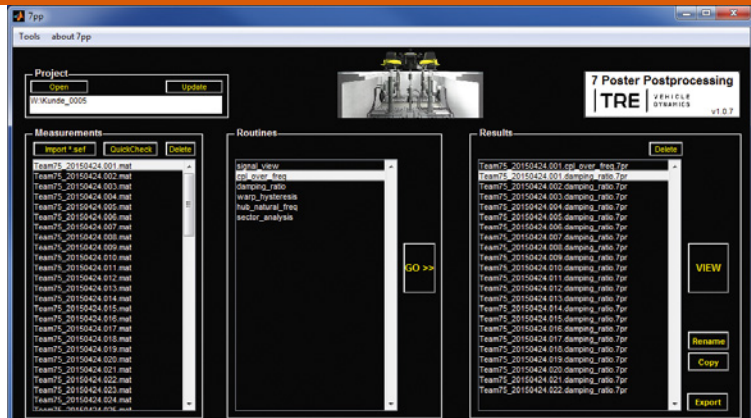 7pp
Tools about 7pp
Project
Open Update
W:\Kunde_0005
7 Poster Postprocessing
TRE VEHICLE DYNAMICS
v1.0.7
Measurements
Import *.sef QuickCheck Delete
Team75_20150424.001.mat
Team75_20150424.002.mat
Team75_20150424.003.mat
Team75_20150424.004.mat
Team75_20150424.005.mat
Team75_20150424.006.mat
Team75_20150424.007.mat
Team75_20150424.008.mat
Team75_20150424.009.mat
Team75_20150424.010.mat
Team75_20150424.011.mat
Team75_20150424.012.mat
Team75_20150424.013.mat
Team75_20150424.014.mat
Team75_20150424.015.mat
Team75_20150424.016.mat
Team75_20150424.017.mat
Team75_20150424.018.mat
Team75_20150424.019.mat
Team75_20150424.020.mat
Team75_20150424.021.mat
Team75_20150424.022.mat
Team75_20150424.023.mat
Team75_20150424.024.mat
Team75_20150424.025.mat
Routines
signal_view
cpl_over_freq
damping_ratio
warp_hysteresis
hub_natural_freq
sector_analysis
GO >>
Results
Delete
Team75_20150424.001.cpl_over_freq.7pr
Team75_20150424.001.damping_ratio.7pr
Team75_20150424.002.damping_ratio.7pr
Team75_20150424.003.damping_ratio.7pr
Team75_20150424.004.damping_ratio.7pr
Team75_20150424.005.damping_ratio.7pr
Team75_20150424.006.damping_ratio.7pr
Team75_20150424.007.damping_ratio.7pr
Team75_20150424.008.damping_ratio.7pr
Team75_20150424.009.damping_ratio.7pr
Team75_20150424.010.damping_ratio.7pr
Team75_20150424.011.damping_ratio.7pr
Team75_20150424.012.damping_ratio.7pr
Team75_20150424.013.damping_ratio.7pr
Team75_20150424.014.damping_ratio.7pr
Team75_20150424.015.damping_ratio.7pr
Team75_20150424.016.damping_ratio.7pr
Team75_20150424.017.damping_ratio.7pr
Team75_20150424.018.damping_ratio.7pr
Team75_20150424.019.damping_ratio.7pr
Team75_20150424.020.damping_ratio.7pr
Team75_20150424.021.damping_ratio.7pr
Team75_20150424.022.damping_ratio.7pr
VIEW
Rename
Copy
Export